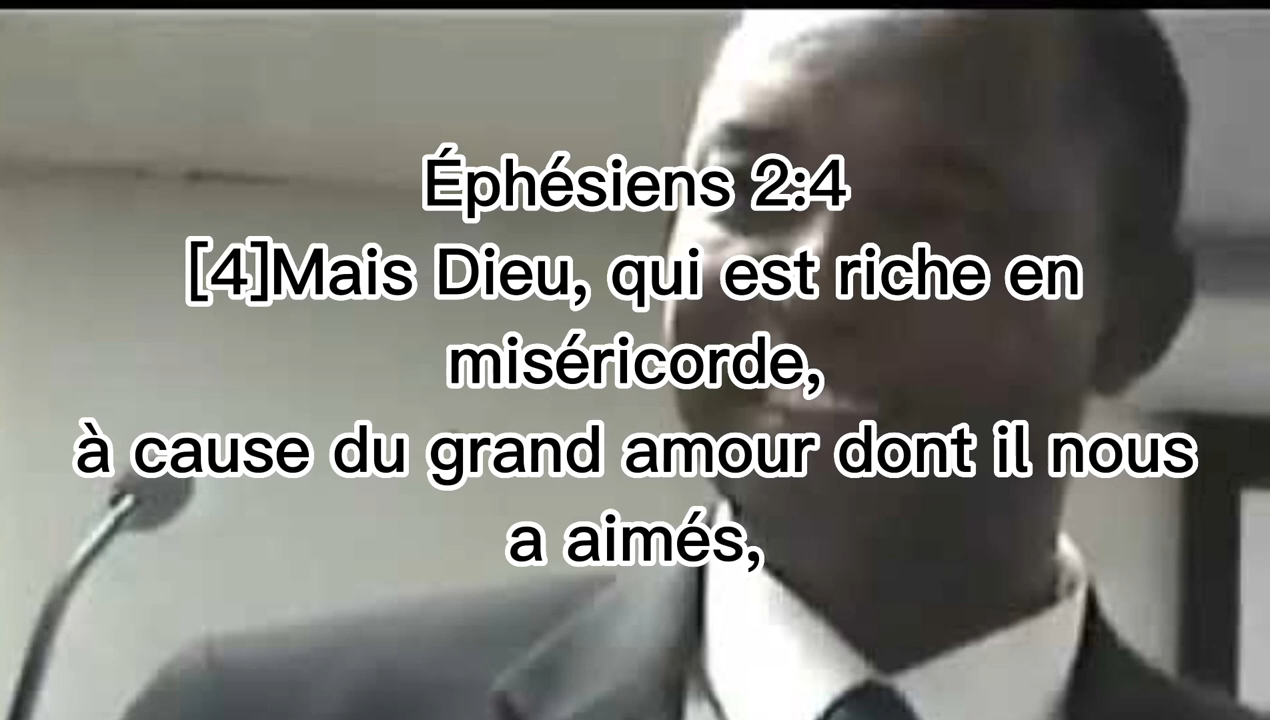 Éphésiens 2:4
[4]Mais Dieu, qui est riche en
miséricorde,
à cause du grand amour dont il nous
a aimés,